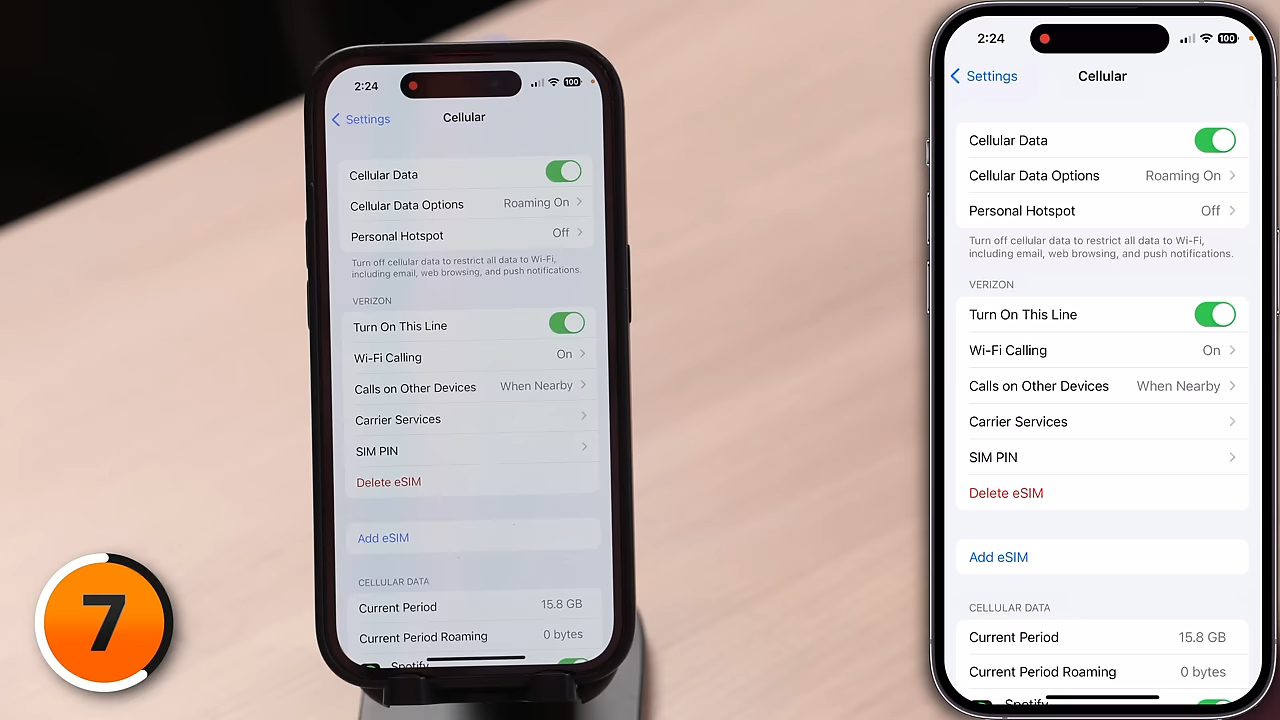 2:24
100
Settings
Cellular
Cellular Data
Cellular Data Options
Roaming On
Personal Hotspot
Off
Turn off cellular data to restrict all data to Wi-Fi,
including email, web browsing, and push notifications.
VERIZON
Turn On This Line
Wi-Fi Calling
On
Calls on Other Devices
When Nearby
Carrier Services
SIM PIN
Delete eSIM
Add eSIM
CELLULAR DATA
Current Period
15.8 GB
Current Period Roaming
0 bytes
Spotify
7
2:24
100
Settings
Cellular
Cellular Data
Cellular Data Options
Roaming On
Personal Hotspot
Off
Turn off cellular data to restrict all data to Wi-Fi,
including email, web browsing, and push notifications.
VERIZON
Turn On This Line
Wi-Fi Calling
On
Calls on Other Devices
When Nearby
Carrier Services
SIM PIN
Delete eSIM
Add eSIM
CELLULAR DATA
Current Period
15.8 GB
Current Period Roaming
0 bytes
Spotify